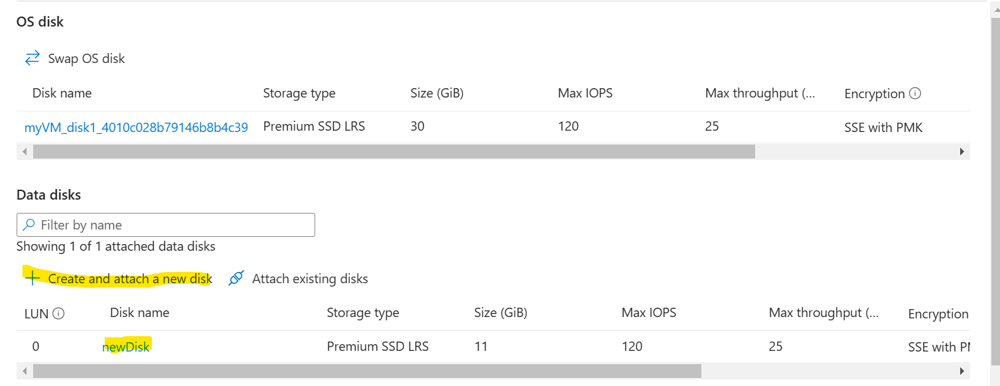 OS disk
Swap OS disk
Disk name Storage type Size (GiB) Max IOPS Max throughput (... Encryption
myVM_disk1_4010c028b79146b8b4c39 Premium SSD LRS 30 120 25 SSE with PMK
Data disks
Filter by name
Showing 1 of 1 attached data disks
Create and attach a new disk Attach existing disks
LUN Disk name Storage type Size (GiB) Max IOPS Max throughput (... Encryption
0 newDisk Premium SSD LRS 11 120 25 SSE with